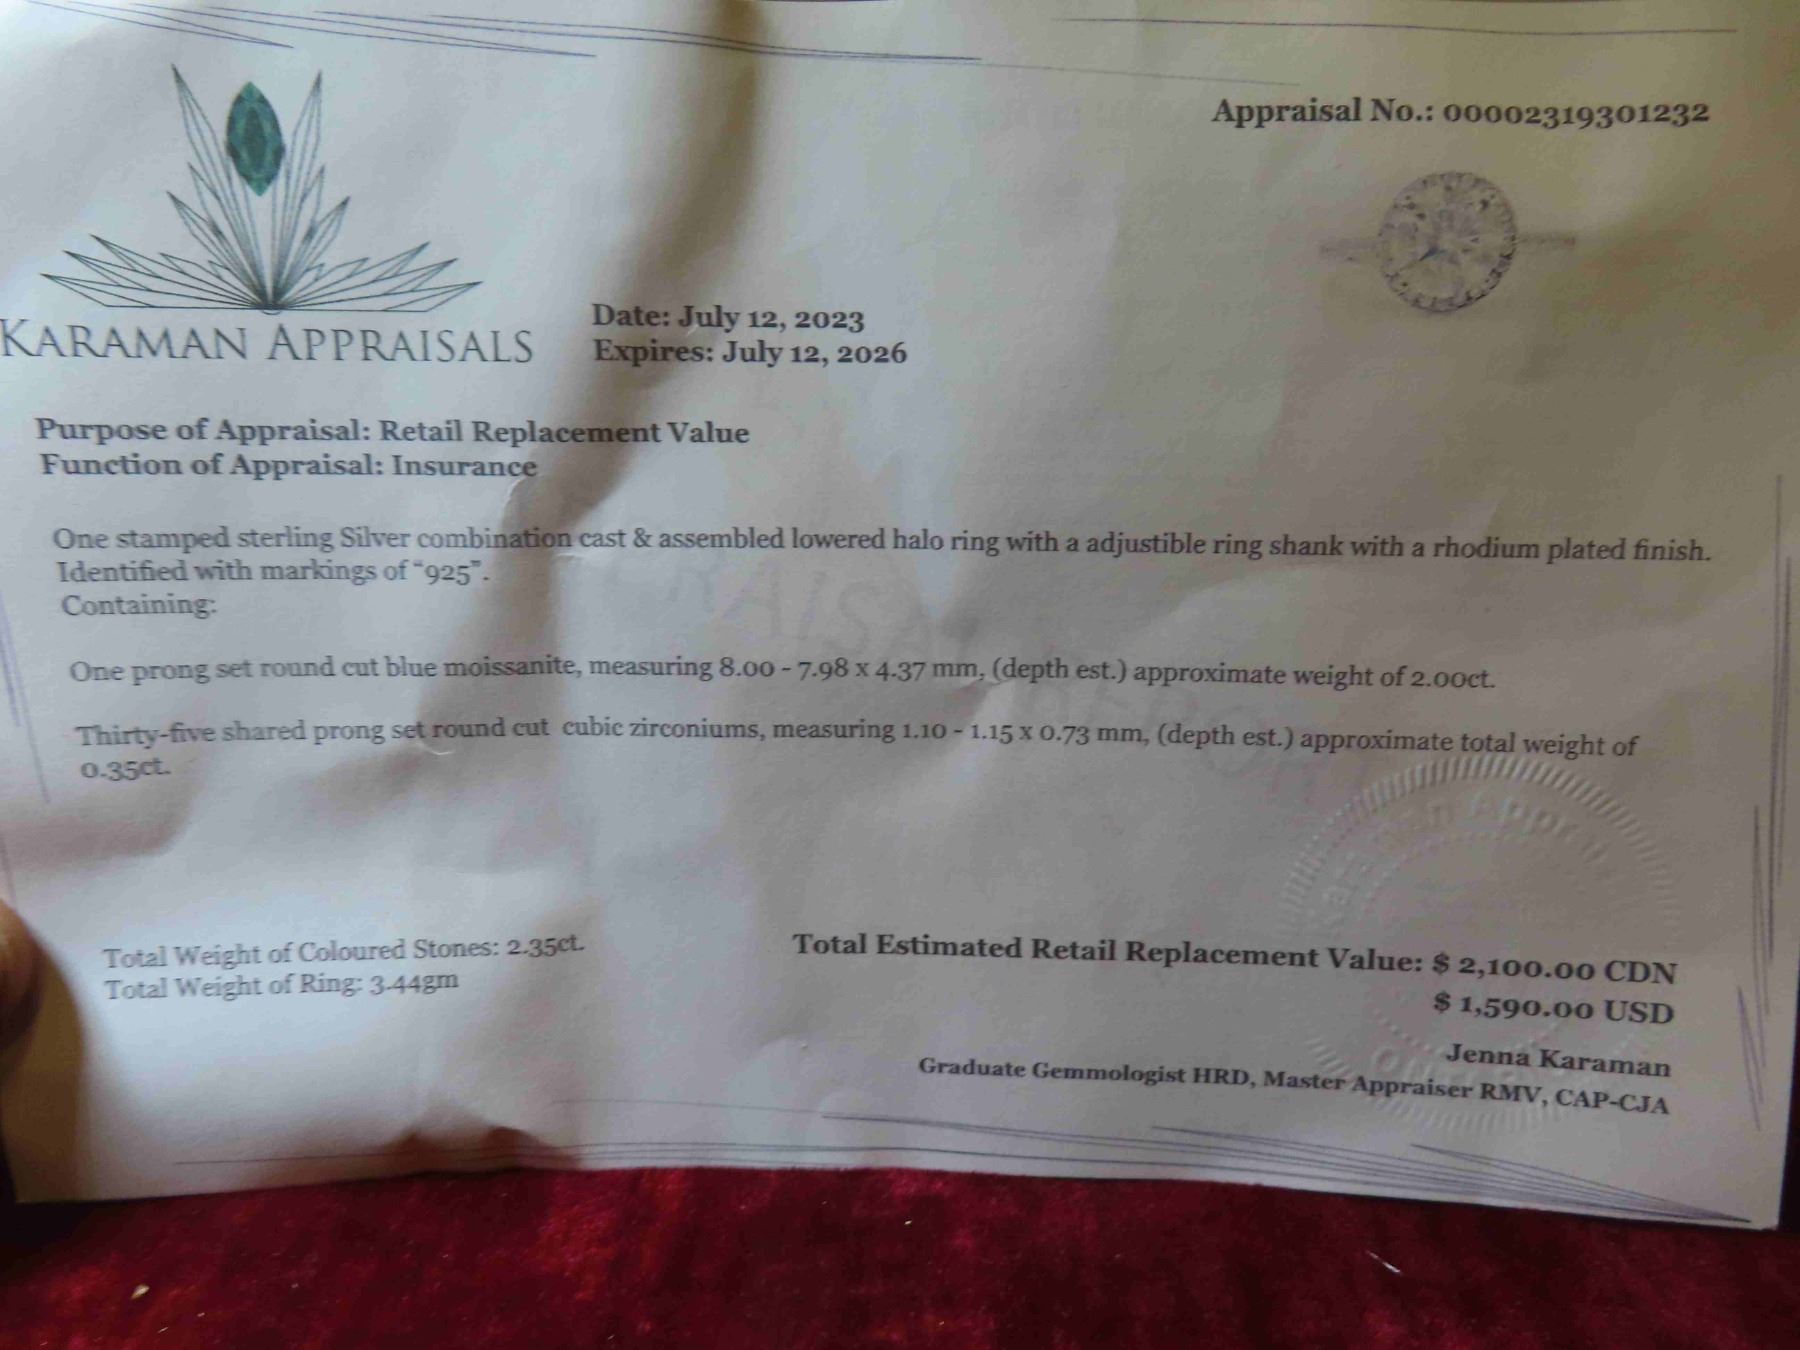 Appraisal No.: 00002319301232
KARAMAN APPRAISALS
Date: July 12, 2023
Expires: July 12, 2026
Purpose of Appraisal: Retail Replacement Value
Function of Appraisal: Insurance
One stamped sterling Silver combination cast & assembled lowered halo ring with a adjustible ring shank with a rhodium plated finish.
Identified with markings of “925”.
Containing:
One prong set round cut blue moissanite, measuring 8.00 - 7.98 x 4.37 mm, (depth est.) approximate weight of 2.00ct.
Thirty-five shared prong set round cut cubic zirconiums, measuring 1.10 - 1.15 x 0.73 mm, (depth est.) approximate total weight of
0.35ct.
Total Weight of Coloured Stones: 2.35ct.
Total Weight of Ring: 3.44gm
Total Estimated Retail Replacement Value: $ 2,100.00 CDN
$ 1,590.00 USD
Jenna Karaman
Graduate Gemmologist HRD, Master Appraiser RMV, CAP-CJA